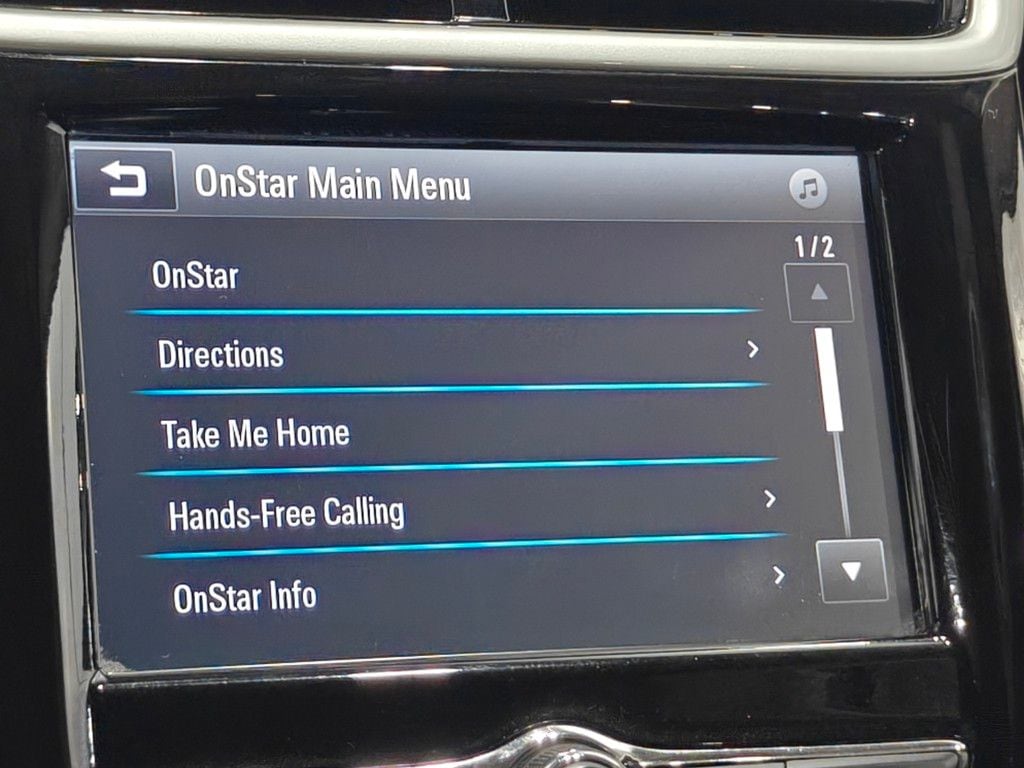 OnStar Main Menu
1/2
OnStar
Directions
Take Me Home
Hands-Free Calling
OnStar Info